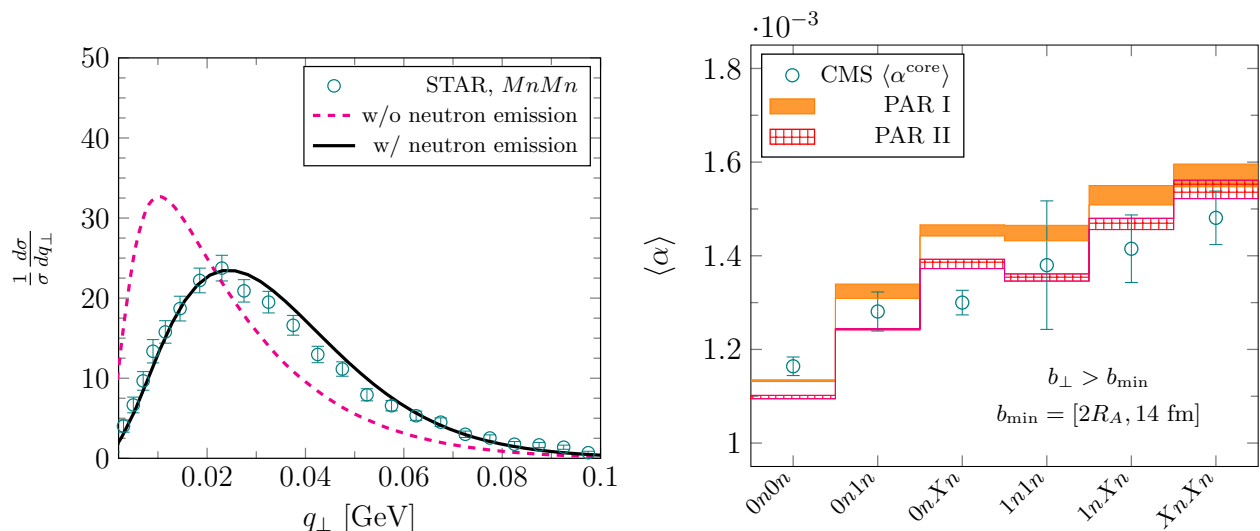 50
40
30
20
10
0
1/σ dσ/dq⊥
STAR, MnMn
w/o neutron emission
w/ neutron emission
0.02
0.04
0.06
0.08
0.1
q⊥ [GeV]
·10⁻³
1.8
1.6
1.4
1.2
1
⟨α⟩
CMS ⟨α^core⟩
PAR I
PAR II
b⊥ > b_min
b_min = [2R_A, 14 fm]
0n0n
0n1n
0nXn
1n1n
1nXn
XnXn